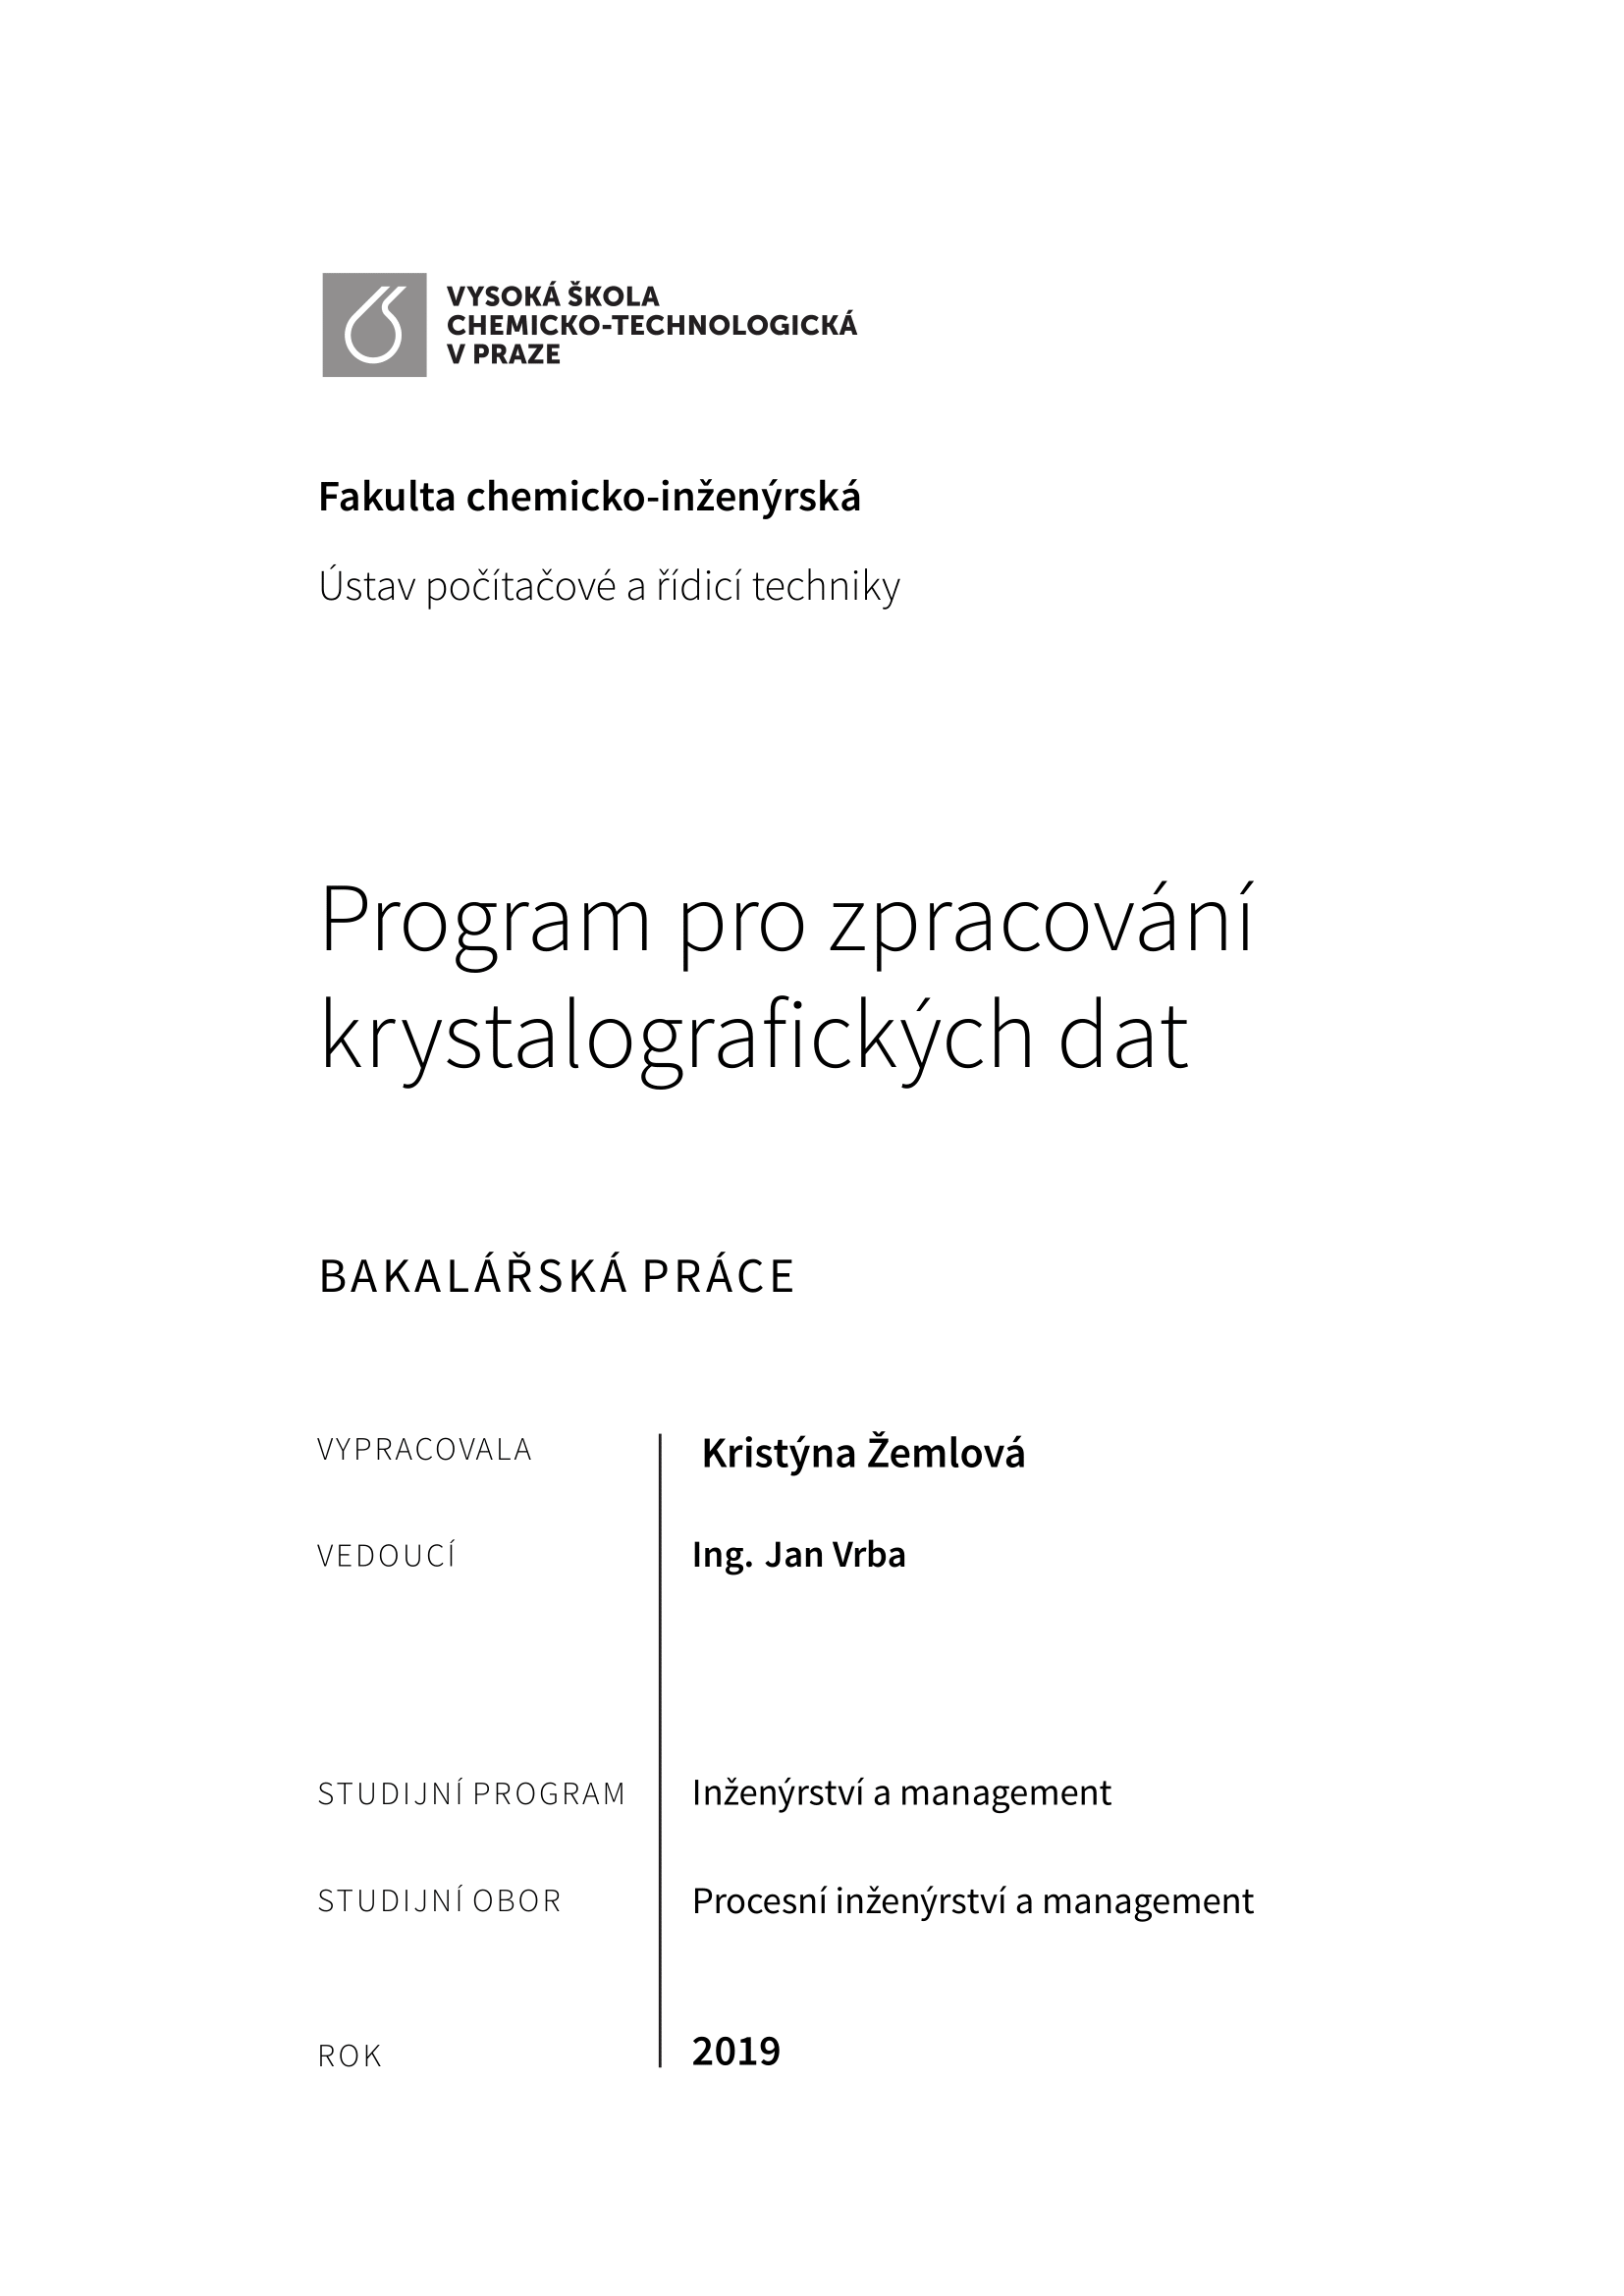 VYSOKÁ ŠKOLA
CHEMICKO-TECHNOLOGICKÁ
V PRAZE
Fakulta chemicko-inženýrská
Ústav počítačové a řídicí techniky
Program pro zpracování
krystalografických dat
BAKALÁŘSKÁ PRÁCE
VYPRACOVALA Kristýna Žemlová
VEDOUCÍ Ing. Jan Vrba
STUDIJNÍ PROGRAM Inženýrství a management
STUDIJNÍ OBOR Procesní inženýrství a management
ROK 2019